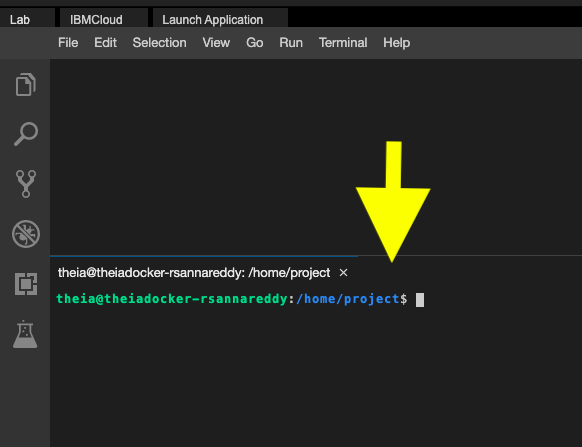 Lab IBMCloud Launch Application
File Edit Selection View Go Run Terminal Help
theia@theiadocker-rsannareddy: /home/project ×
theia@theiadocker-rsannareddy:/home/project$